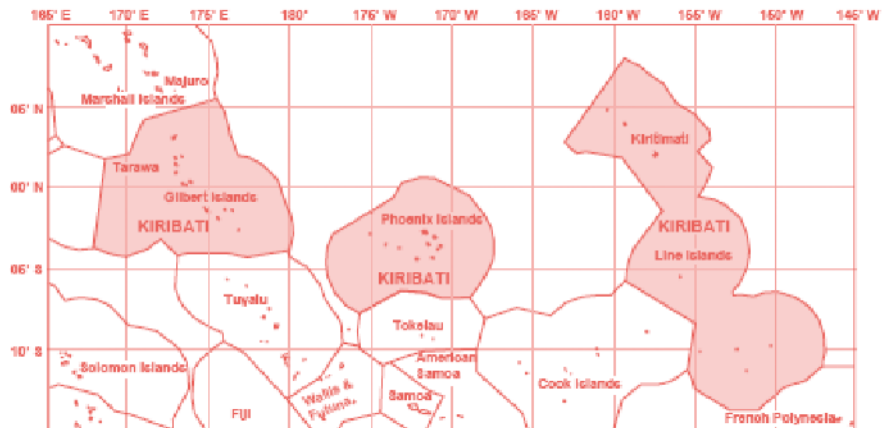 165° E 170° E 175° E 180° 175° W 170° W 165° W 160° W 155° W 150° W 145° W
Majuro
Marshall Islands
05° N
Kiritimati
Tarawa
00° N
Gilbert Islands
Phoenix Islands
KIRIBATI
KIRIBATI
Line Islands
05° S
KIRIBATI
Tuvalu
Tokelau
10° S
American
Samoa
Solomon Islands
Cook Islands
Wallis &
Futuna
Samoa
Fiji
French Polynesia